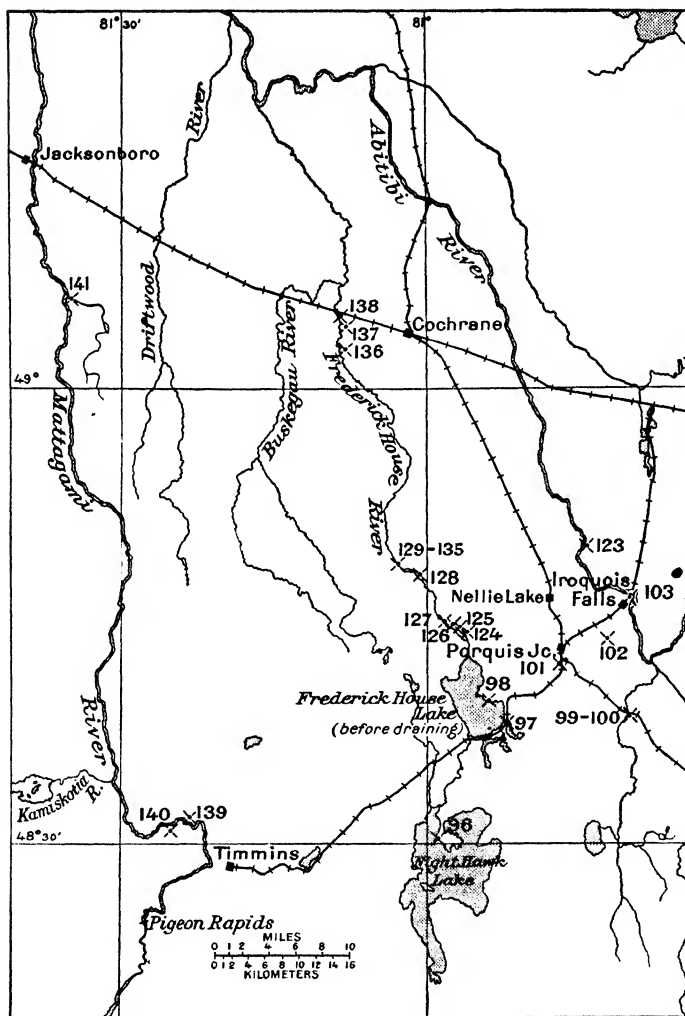 81° 30'
81°
River
Abitibi
River
Jacksonboro
Driftwood
141
138
137
Cochrane
136
Buskegau River
Frederick House
River
49°
Mattagami
River
129-135
128
123
Nellie Lake
Iroquois
Falls
103
127
125
126
124
102
Porquis Jc.
101
98
Frederick House
Lake
(before draining)
97
99-100
Kamiskotia
R.
139
140
96
48° 30'
Timmins
Night Hawk
Lake
Pigeon Rapids
MILES
0 1 2 4 6 8 10
0 1 2 4 6 8 10 12 14 16
KILOMETERS